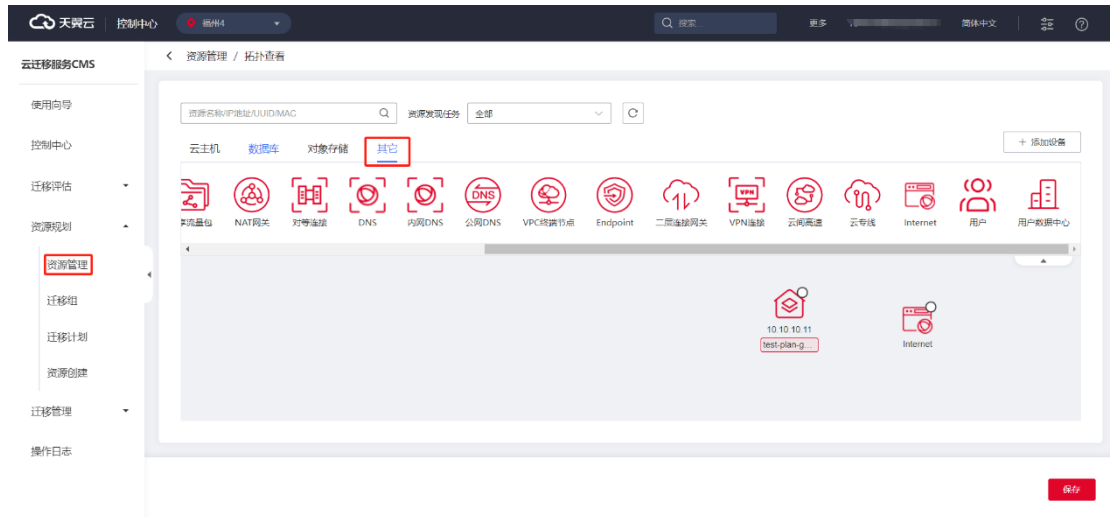 天翼云 控制中心 福州4 搜索... 更多 简体中文
云迁移服务CMS
资源管理 / 拓扑查看
使用向导
控制中心
迁移评估
资源规划
资源管理
迁移组
迁移计划
资源创建
迁移管理
操作日志
资源名称/IP地址/UUID/MAC 资源发现任务 全部
云主机 数据库 对象存储 其它
+ 添加设备
享流量包 NAT网关 对等连接 DNS 内网DNS 公网DNS VPC终端节点 Endpoint 二层连接网关 VPN连接 云间高速 云专线 Internet 用户 用户数据中心
10.10.10.11
test-plan-g...
Internet
保存